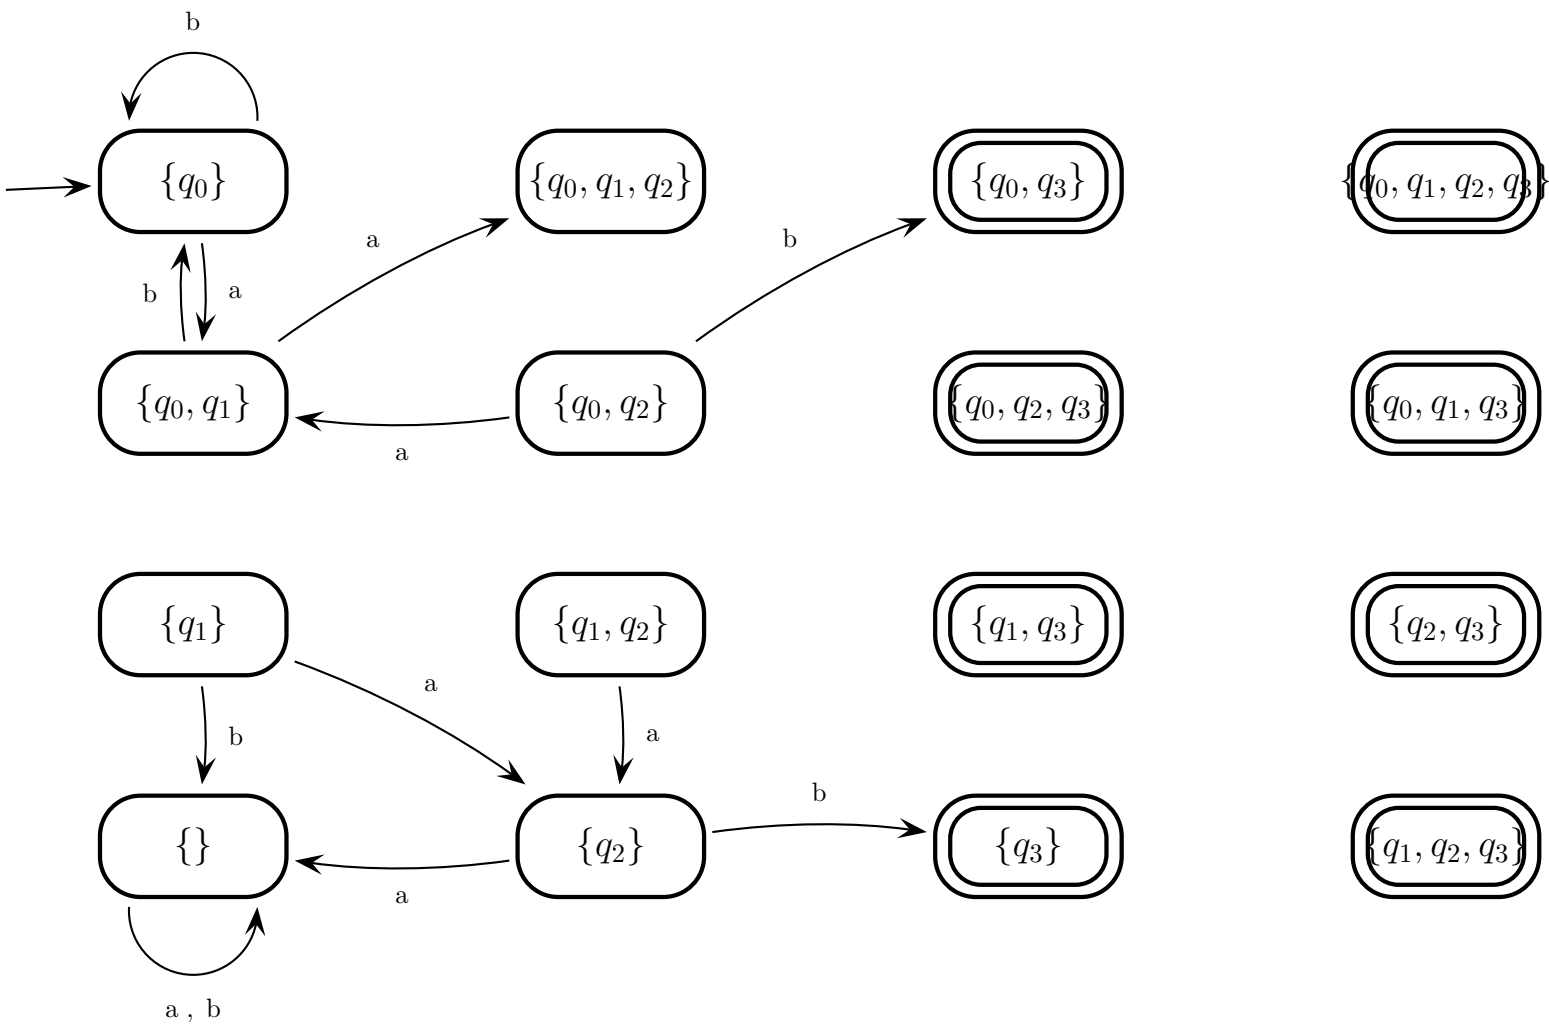 b
{q₀} {q₀, q₁, q₂} {q₀, q₃} {q₀, q₁, q₂, q₃}
a b
b a
{q₀, q₁} {q₀, q₂} {q₀, q₂, q₃} {q₀, q₁, q₃}
a
{q₁} {q₁, q₂} {q₁, q₃} {q₂, q₃}
a
b a
b
{} {q₂} {q₃} {q₁, q₂, q₃}
a
a , b